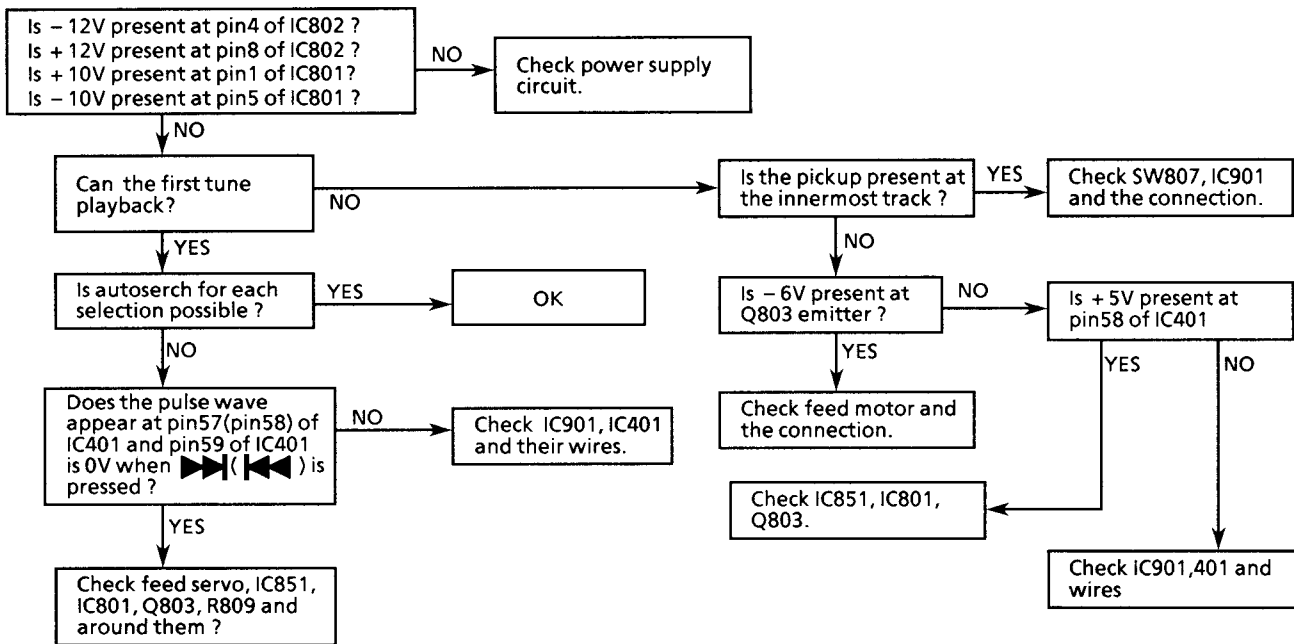 Is – 12V present at pin4 of IC802 ?
Is + 12V present at pin8 of IC802 ?
Is + 10V present at pin1 of IC801?
Is – 10V present at pin5 of IC801 ?
NO
Check power supply
circuit.
NO
Can the first tune
playback?
NO
Is the pickup present at
the innermost track ?
YES
Check SW807, IC901
and the connection.
YES
NO
Is autoserch for each
selection possible ?
YES
OK
Is – 6V present at
Q803 emitter ?
NO
Is + 5V present at
pin58 of IC401
NO
YES
YES
NO
Does the pulse wave
appear at pin57(pin58) of
IC401 and pin59 of IC401
is 0V when ▶▶| ( |◀◀ ) is
pressed ?
NO
Check IC901, IC401
and their wires.
Check feed motor and
the connection.
Check IC851, IC801,
Q803.
YES
Check feed servo, IC851,
IC801, Q803, R809 and
around them ?
Check IC901,401 and
wires